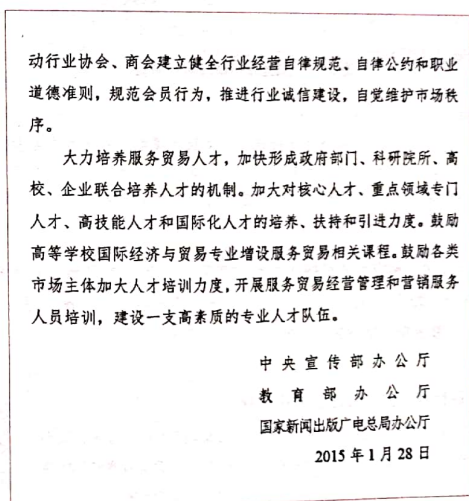 动行业协会、商会建立健全行业经营自律规范、自律公约和职业
道德准则，规范会员行为，推进行业诚信建设，自觉维护市场秩
序。
大力培养服务贸易人才，加快形成政府部门、科研院所、高
校、企业联合培养人才的机制。加大对核心人才、重点领域专门
人才、高技能人才和国际化人才的培养、扶持和引进力度。鼓励
高等学校国际经济与贸易专业增设服务贸易相关课程。鼓励各类
市场主体加大人才培训力度，开展服务贸易经营管理和营销服务
人员培训，建设一支高素质的专业人才队伍。
中央宣传部办公厅
教育部办公厅
国家新闻出版广电总局办公厅
2015年1月28日